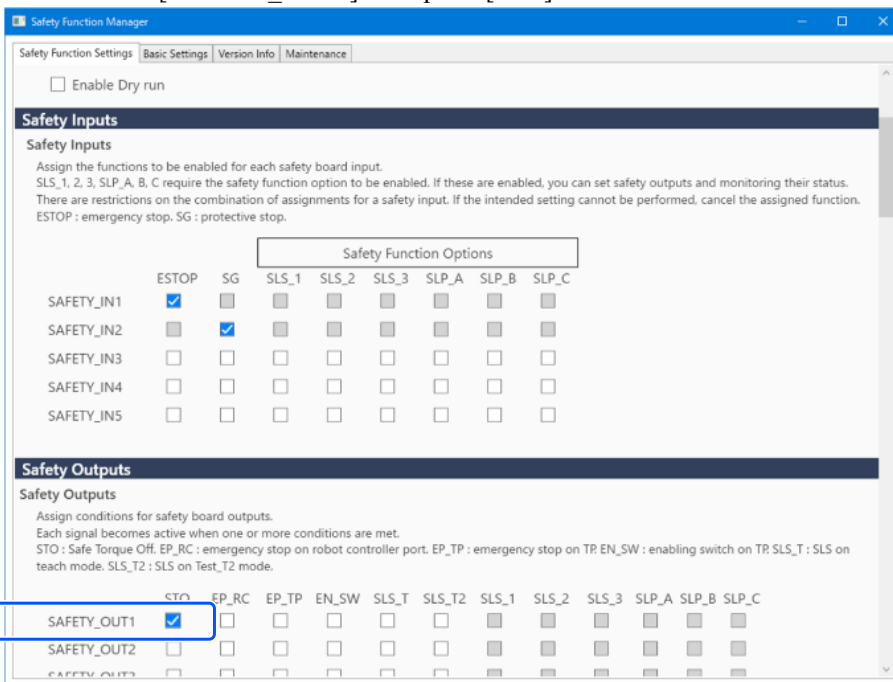 Safety Function Manager
Safety Function Settings Basic Settings Version Info Maintenance
Enable Dry run
Safety Inputs
Safety Inputs
Assign the functions to be enabled for each safety board input.
SLS_1, 2, 3, SLP_A, B, C require the safety function option to be enabled. If these are enabled, you can set safety outputs and monitoring their status.
There are restrictions on the combination of assignments for a safety input. If the intended setting cannot be performed, cancel the assigned function.
ESTOP : emergency stop. SG : protective stop.
Safety Function Options
ESTOP SG SLS_1 SLS_2 SLS_3 SLP_A SLP_B SLP_C
SAFETY_IN1
SAFETY_IN2
SAFETY_IN3
SAFETY_IN4
SAFETY_IN5
Safety Outputs
Safety Outputs
Assign conditions for safety board outputs.
Each signal becomes active when one or more conditions are met.
STO : Safe Torque Off. EP_RC : emergency stop on robot controller port. EP_TP : emergency stop on TP. EN_SW : enabling switch on TP. SLS_T : SLS on
teach mode. SLS_T2 : SLS on Test_T2 mode.
STO EP_RC EP_TP EN_SW SLS_T SLS_T2 SLS_1 SLS_2 SLS_3 SLP_A SLP_B SLP_C
SAFETY_OUT1
SAFETY_OUT2